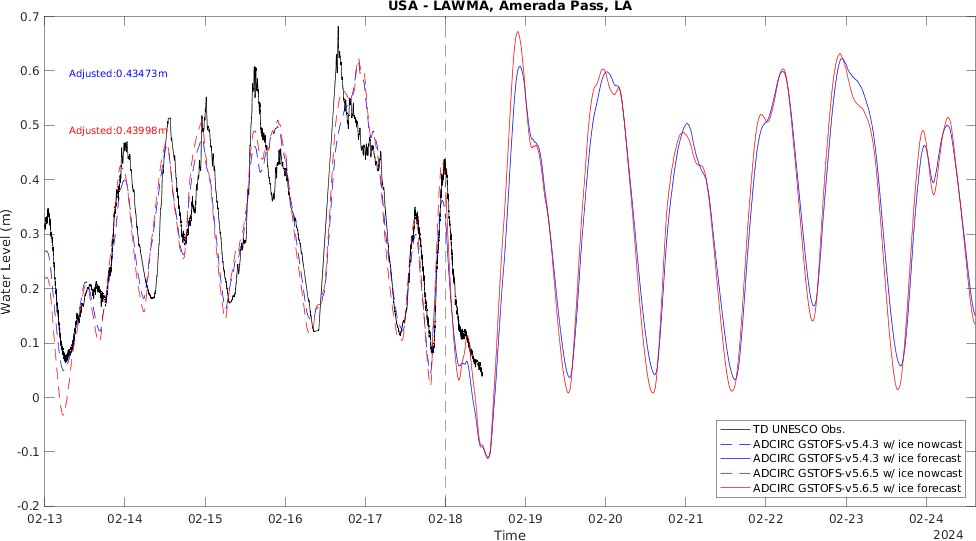 USA - LAWMA, Amerada Pass, LA
0.7
0.6
0.5
0.4
0.3
0.2
0.1
0
-0.1
-0.2
Water Level (m)
Adjusted:0.43473m
Adjusted:0.43998m
TD UNESCO Obs.
ADCIRC GSTOFS-v5.4.3 w/ ice nowcast
ADCIRC GSTOFS-v5.4.3 w/ ice forecast
ADCIRC GSTOFS-v5.6.5 w/ ice nowcast
ADCIRC GSTOFS-v5.6.5 w/ ice forecast
02-13 02-14 02-15 02-16 02-17 02-18 02-19 02-20 02-21 02-22 02-23 02-24
Time
2024